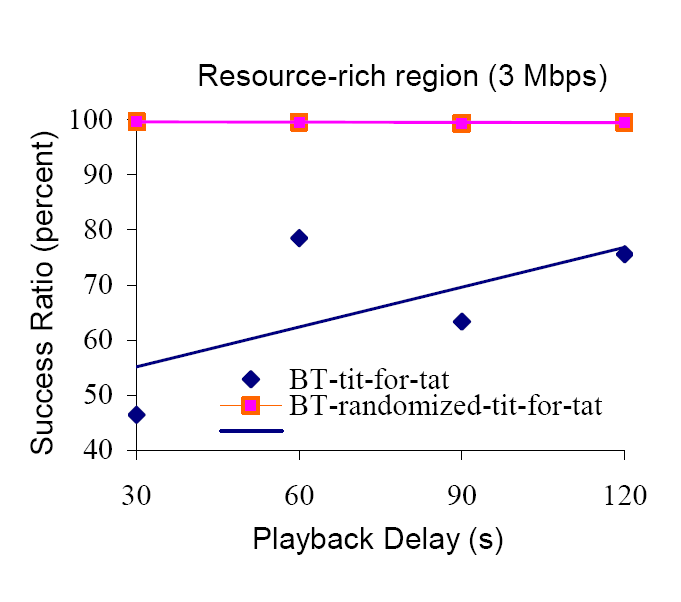 Resource-rich region (3 Mbps)
Success Ratio (percent)
100
90
80
70
60
50
40
BT-tit-for-tat
BT-randomized-tit-for-tat
30 60 90 120
Playback Delay (s)